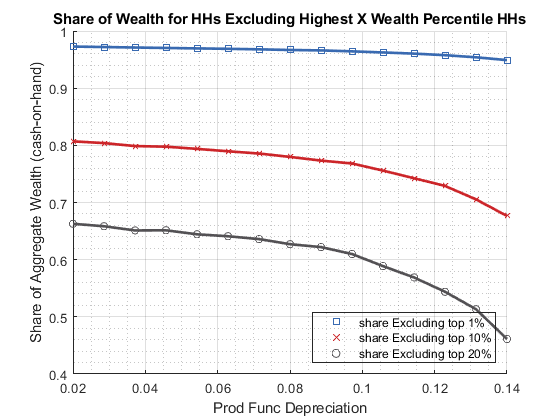 Share of Wealth for HHs Excluding Highest X Wealth Percentile HHs
Share of Aggregate Wealth (cash-on-hand)
1
0.9
0.8
0.7
0.6
0.5
0.4
share Excluding top 1%
share Excluding top 10%
share Excluding top 20%
0.02 0.04 0.06 0.08 0.1 0.12 0.14
Prod Func Depreciation